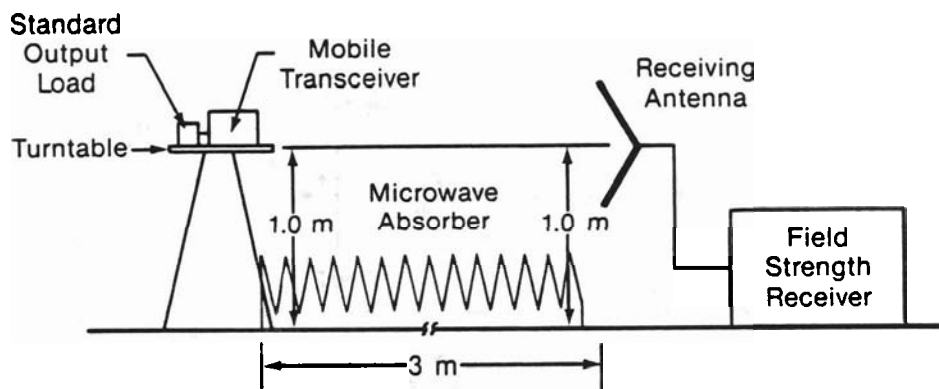 Standard
Output
Load
Mobile
Transceiver
Receiving
Antenna
Turntable
1.0 m
Microwave
Absorber
1.0 m
Field
Strength
Receiver
3 m